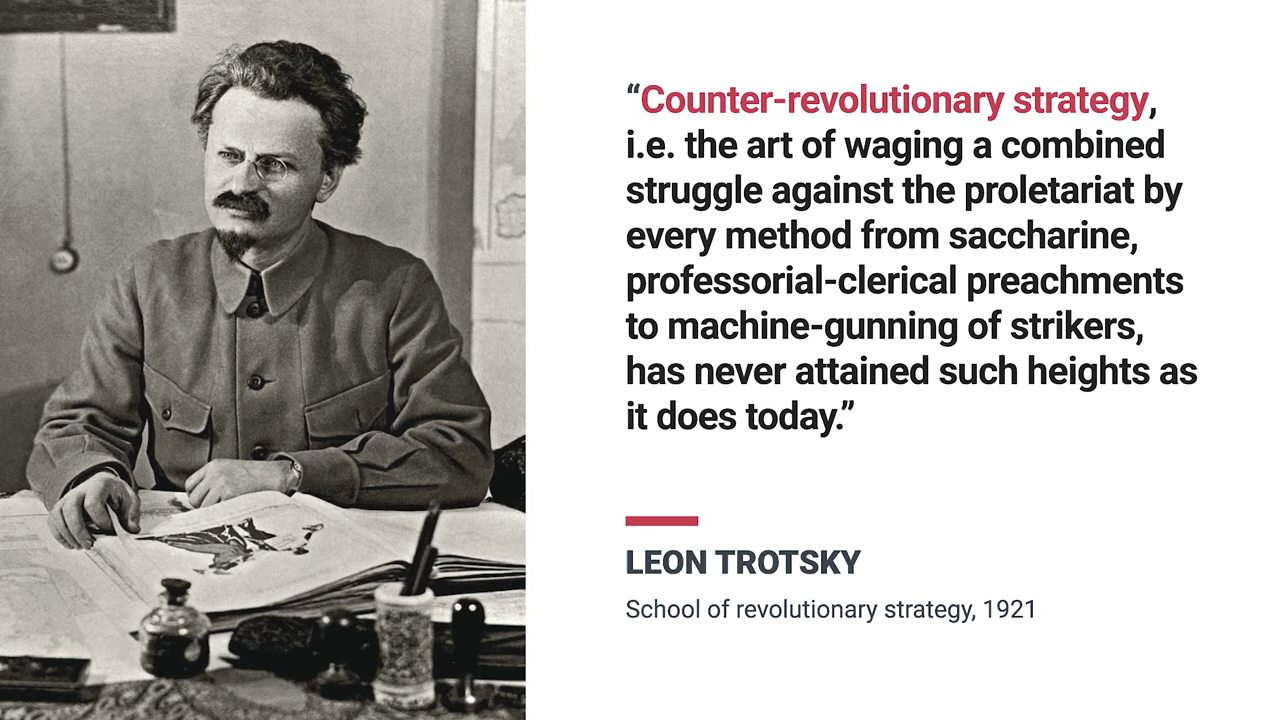 “Counter-revolutionary strategy,
i.e. the art of waging a combined
struggle against the proletariat by
every method from saccharine,
professorial-clerical preachments
to machine-gunning of strikers,
has never attained such heights as
it does today.”
LEON TROTSKY
School of revolutionary strategy, 1921